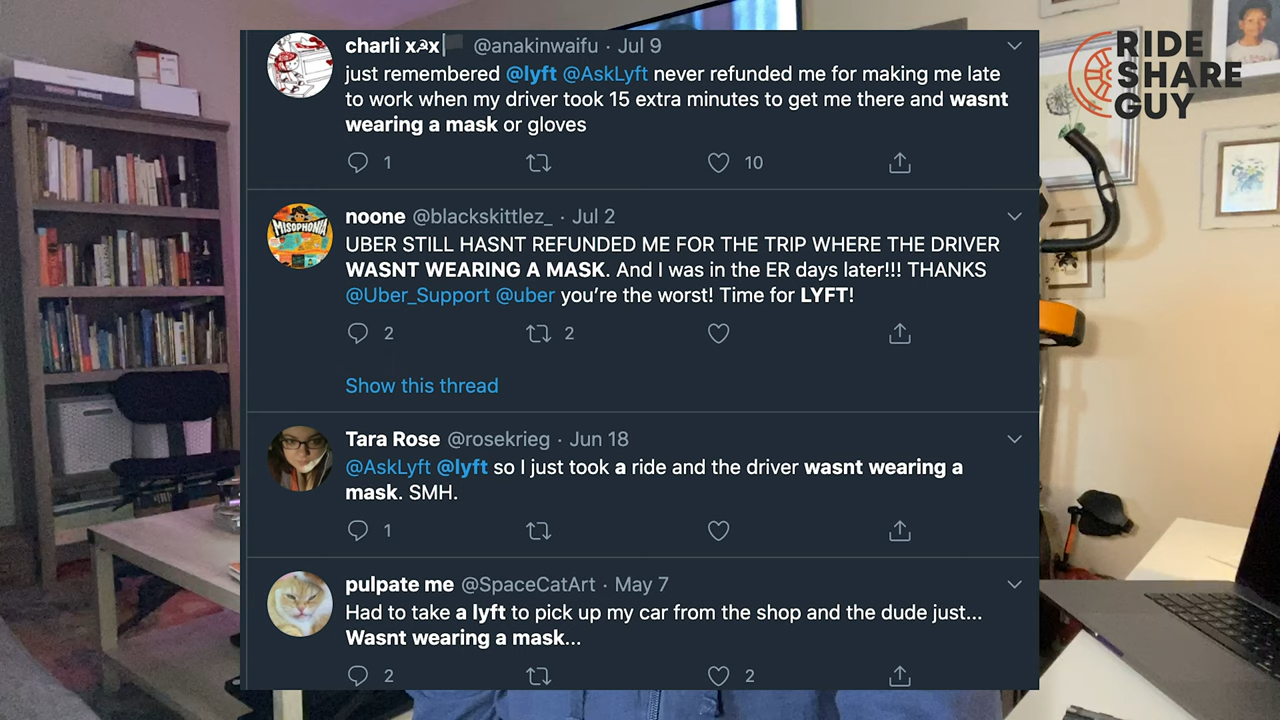 RIDE
SHARE
GUY
charli x☭x🏴 @anakinwaifu · Jul 9
just remembered @lyft @AskLyft never refunded me for making me late
to work when my driver took 15 extra minutes to get me there and wasnt
wearing a mask or gloves
1 10
noone @blackskittlez_ · Jul 2
MISOPHONIA
UBER STILL HASNT REFUNDED ME FOR THE TRIP WHERE THE DRIVER
WASNT WEARING A MASK. And I was in the ER days later!!! THANKS
@Uber_Support @uber you’re the worst! Time for LYFT!
2 2
Show this thread
Tara Rose @rosekrieg · Jun 18
@AskLyft @lyft so I just took a ride and the driver wasnt wearing a
mask. SMH.
1
pulpate me @SpaceCatArt · May 7
Had to take a lyft to pick up my car from the shop and the dude just...
Wasnt wearing a mask...
2 2